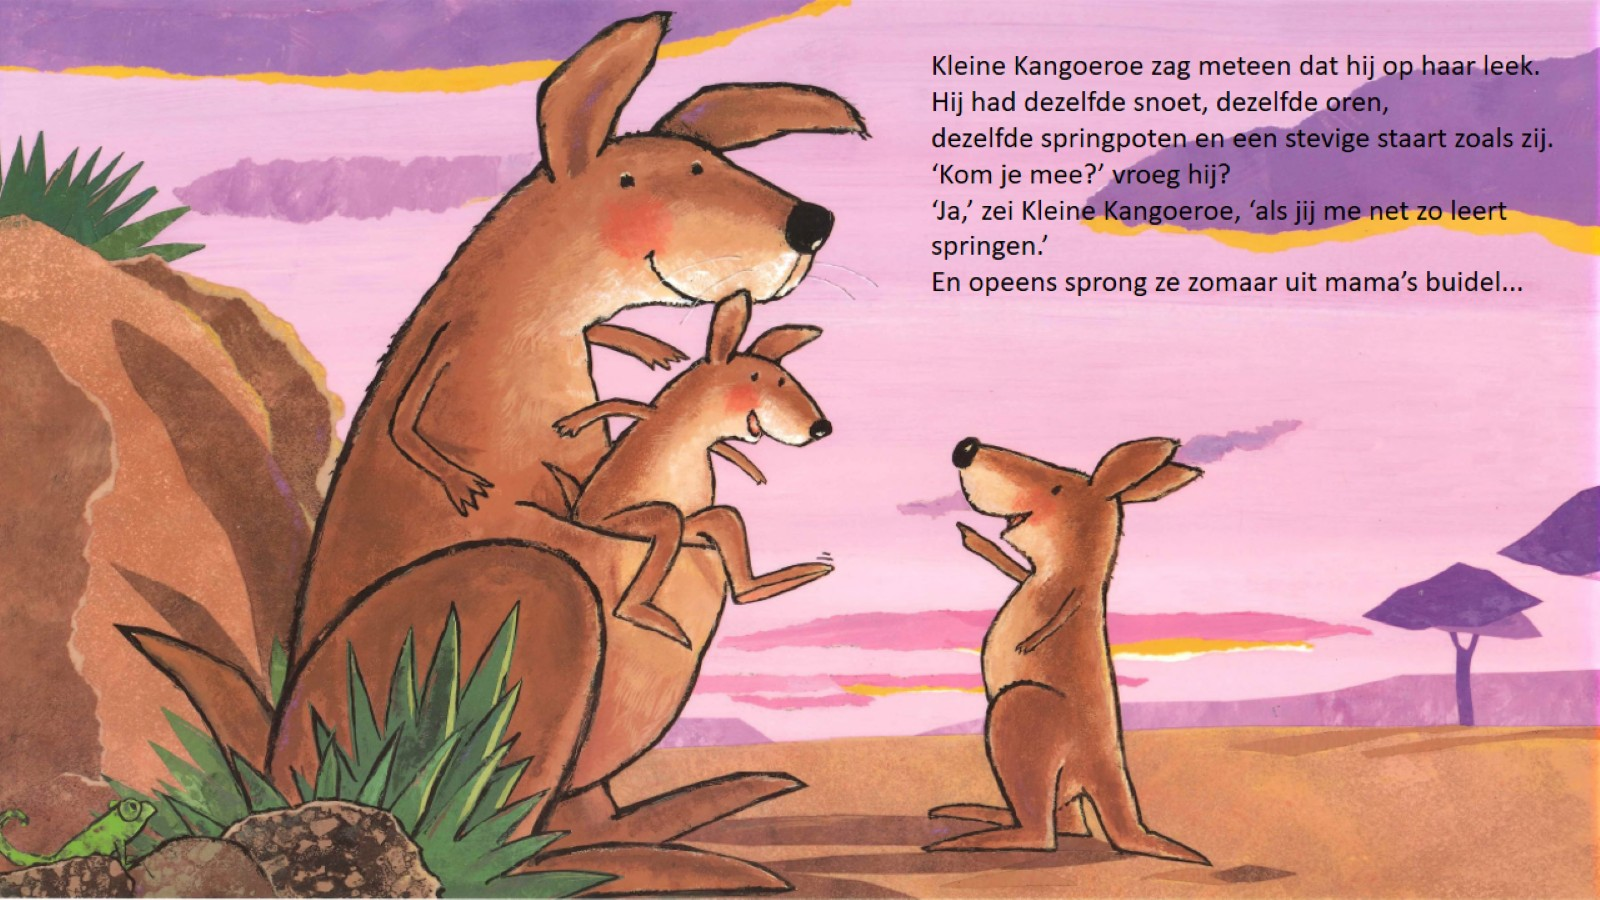 Kleine Kangoeroe zag meteen dat hij op haar leek.
Hij had dezelfde snoet, dezelfde oren,
dezelfde springpoten en een stevige staart zoals zij.
‘Kom je mee?’ vroeg hij?
‘Ja,’ zei Kleine Kangoeroe, ‘als jij me net zo leert
springen.’
En opeens sprong ze zomaar uit mama’s buidel...